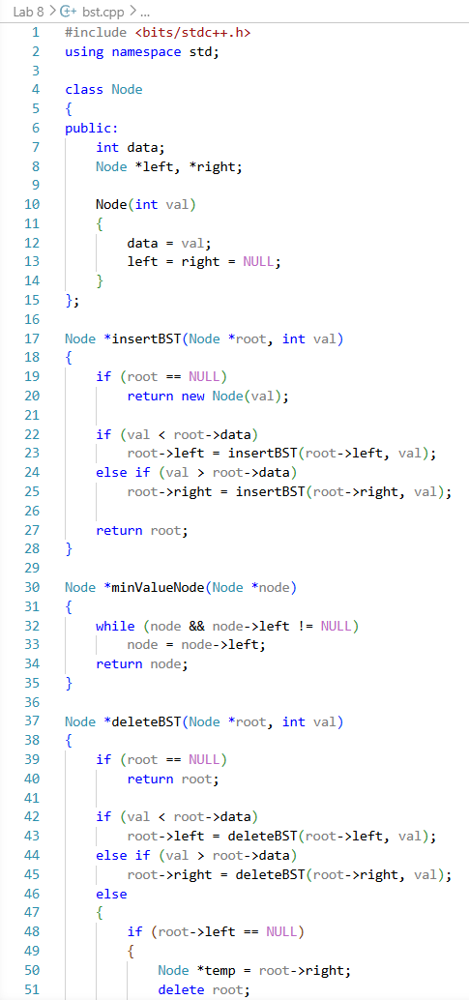 Lab 8 > C++ bst.cpp > ...
1 #include <bits/stdc++.h>
2 using namespace std;
3
4 class Node
5 {
6 public:
7     int data;
8     Node *left, *right;
9
10     Node(int val)
11     {
12         data = val;
13         left = right = NULL;
14     }
15 };
16
17 Node *insertBST(Node *root, int val)
18 {
19     if (root == NULL)
20         return new Node(val);
21
22     if (val < root->data)
23         root->left = insertBST(root->left, val);
24     else if (val > root->data)
25         root->right = insertBST(root->right, val);
26
27     return root;
28 }
29
30 Node *minValueNode(Node *node)
31 {
32     while (node && node->left != NULL)
33         node = node->left;
34     return node;
35 }
36
37 Node *deleteBST(Node *root, int val)
38 {
39     if (root == NULL)
40         return root;
41
42     if (val < root->data)
43         root->left = deleteBST(root->left, val);
44     else if (val > root->data)
45         root->right = deleteBST(root->right, val);
46     else
47     {
48         if (root->left == NULL)
49         {
50             Node *temp = root->right;
51             delete root;